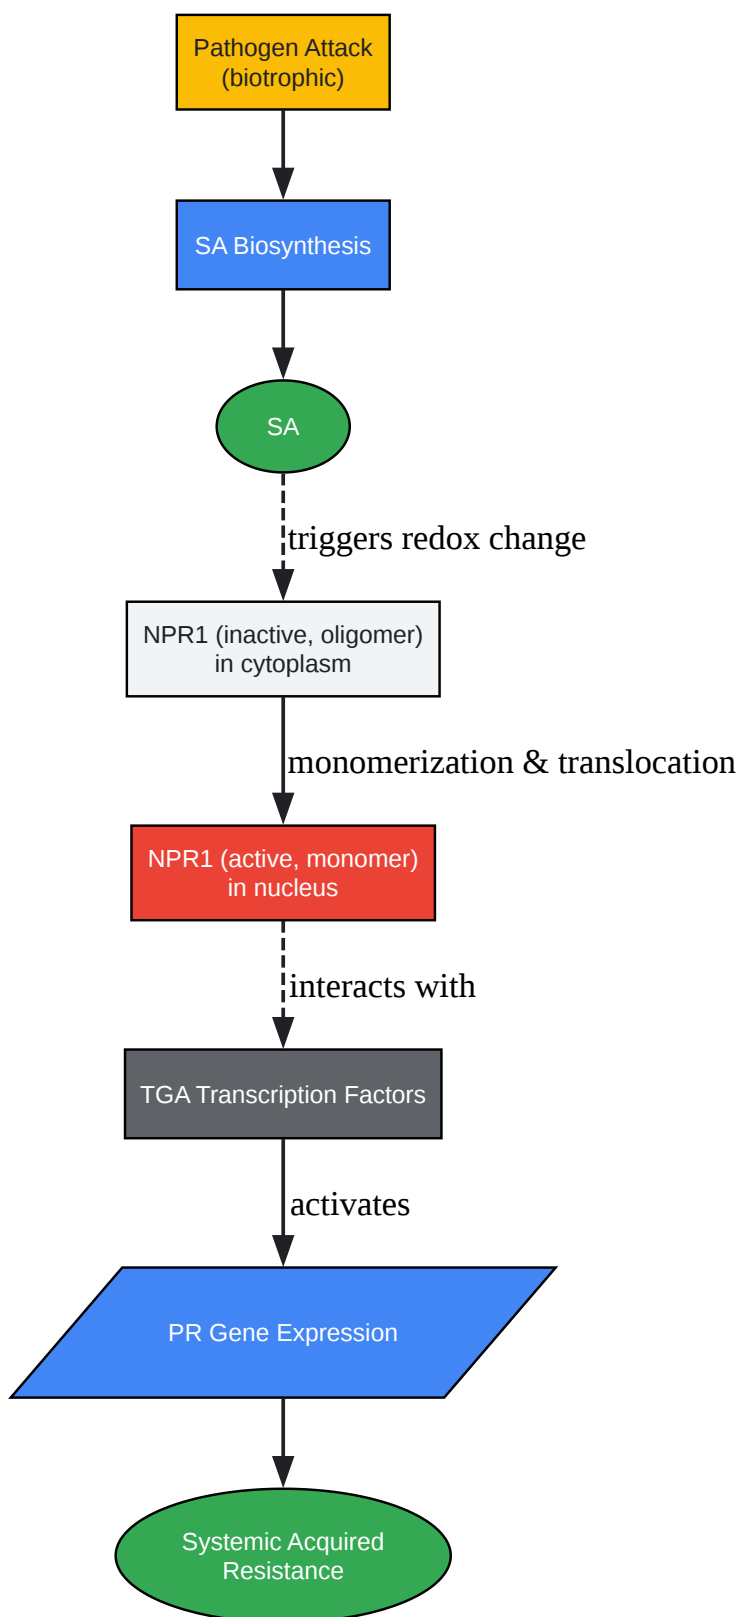 Pathogen Attack
(biotrophic)
SA Biosynthesis
SA
triggers redox change
NPR1 (inactive, oligomer)
in cytoplasm
monomerization & translocation
NPR1 (active, monomer)
in nucleus
interacts with
TGA Transcription Factors
activates
PR Gene Expression
Systemic Acquired
Resistance